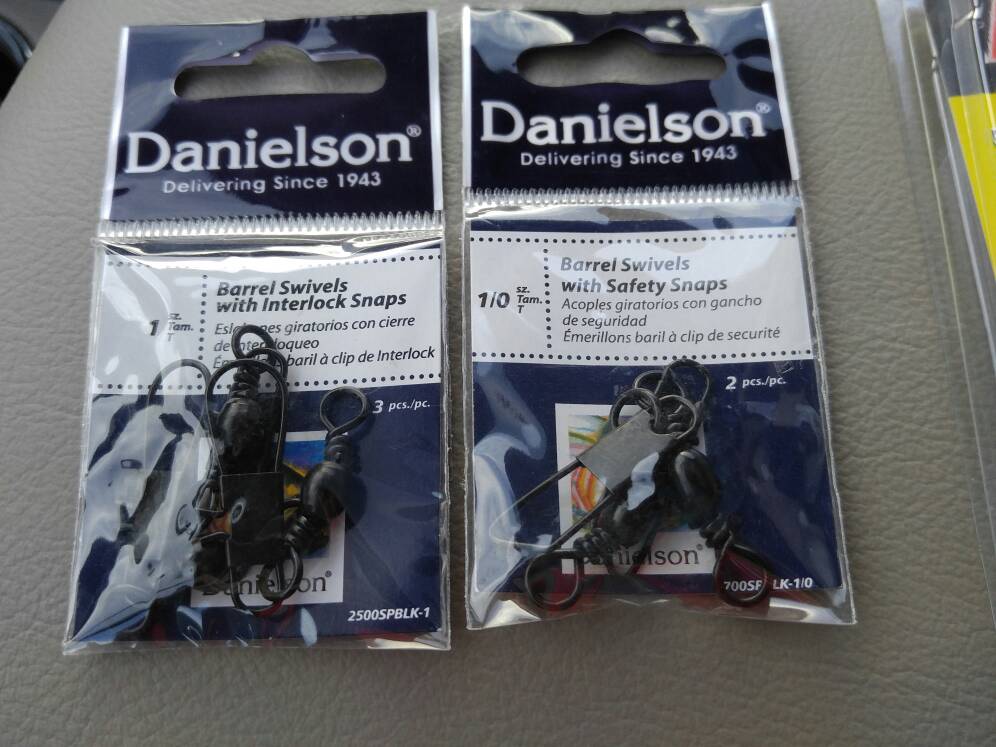 Danielson®
Delivering Since 1943
1 sz. Tam. T
Barrel Swivels
with Interlock Snaps
giratorios con cierre
de
baril à clip de Interlock
3 pcs./pc.
Danielson®
2500SPBLK-1
Danielson®
Delivering Since 1943
1/0 sz. Tam. T
Barrel Swivels
with Safety Snaps
Acoples giratorios con gancho
de seguridad
Émerillons baril à clip de securité
2 pcs./pc.
Danielson®